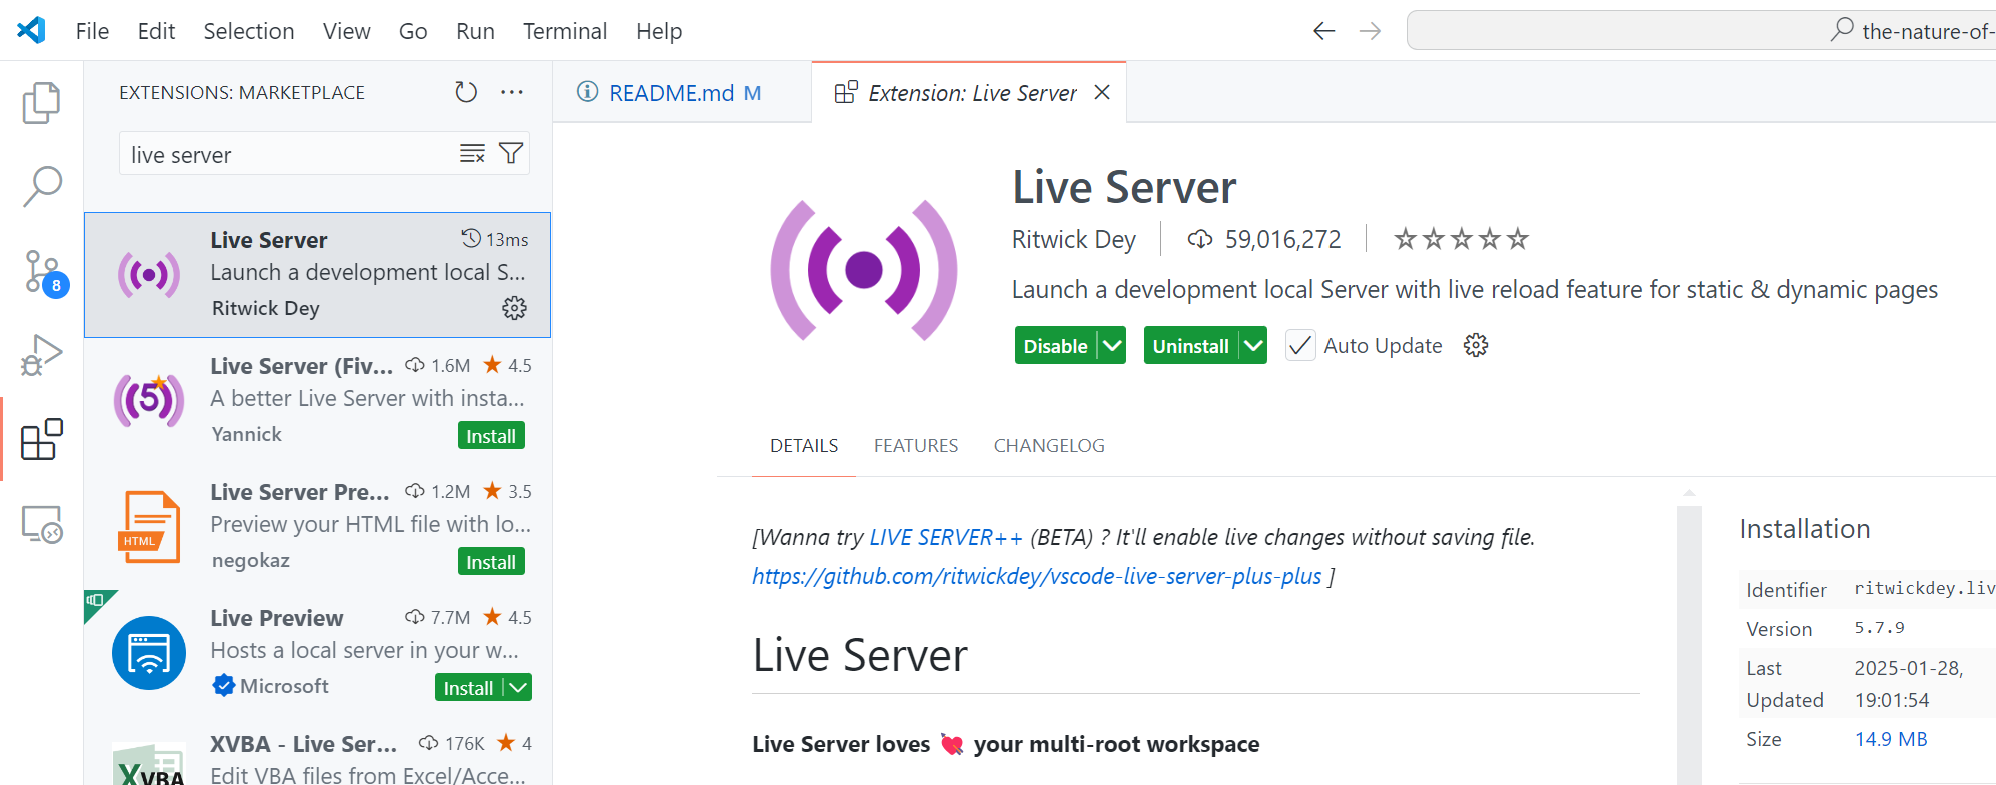 File Edit Selection View Go Run Terminal Help
the-nature-of-
EXTENSIONS: MARKETPLACE
live server
8
Live Server 13ms
Launch a development local S...
Ritwick Dey
5
Live Server (Fiv... 1.6M 4.5
A better Live Server with insta...
Yannick Install
HTML
Live Server Pre... 1.2M 3.5
Preview your HTML file with lo...
negokaz Install
Live Preview 7.7M 4.5
Hosts a local server in your w...
Microsoft Install
XVBA - Live Ser... 176K 4
Edit VBA files from Excel/Acce...
XVBA
README.md M
Extension: Live Server
Live Server
Ritwick Dey 59,016,272
Launch a development local Server with live reload feature for static & dynamic pages
Disable Uninstall Auto Update
DETAILS FEATURES CHANGELOG
[Wanna try LIVE SERVER++ (BETA) ? It'll enable live changes without saving file.
https://github.com/ritwickdey/vscode-live-server-plus-plus ]
Live Server
Live Server loves 💘 your multi-root workspace
Installation
Identifier ritwickdey.liv
Version 5.7.9
Last Updated 2025-01-28, 19:01:54
Size 14.9 MB